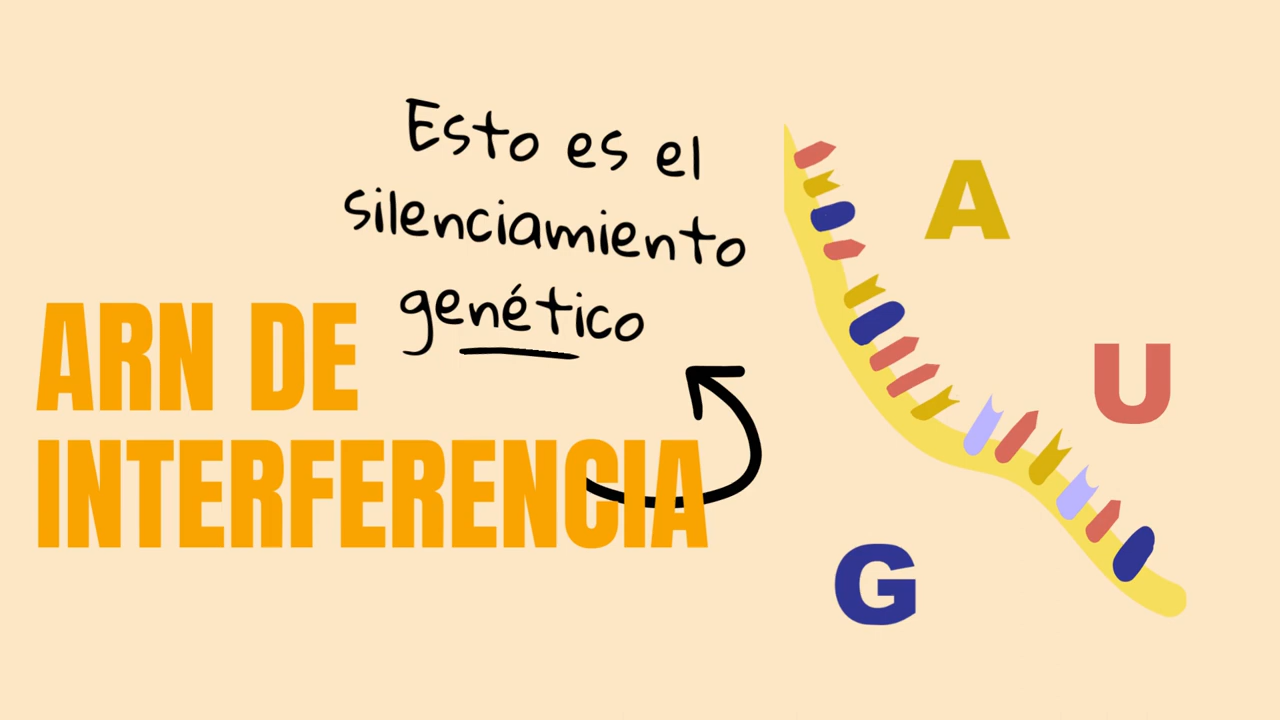 Esto es el
silenciamiento
genético
ARN DE
INTERFERENCIA
A
U
G